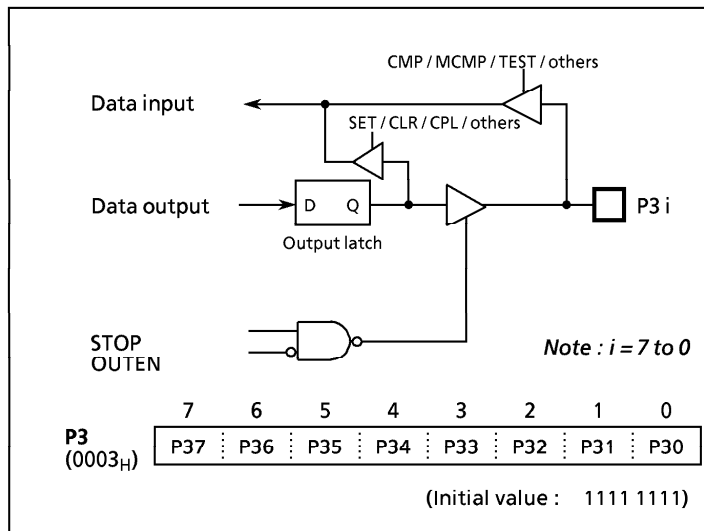 CMP / MCMP / TEST / others
Data input
SET / CLR / CPL / others
Data output
D Q
P3 i
Output latch
STOP
OUTEN
Note : i = 7 to 0
7 6 5 4 3 2 1 0
P3
(0003H)
P37 P36 P35 P34 P33 P32 P31 P30
(Initial value : 1111 1111)